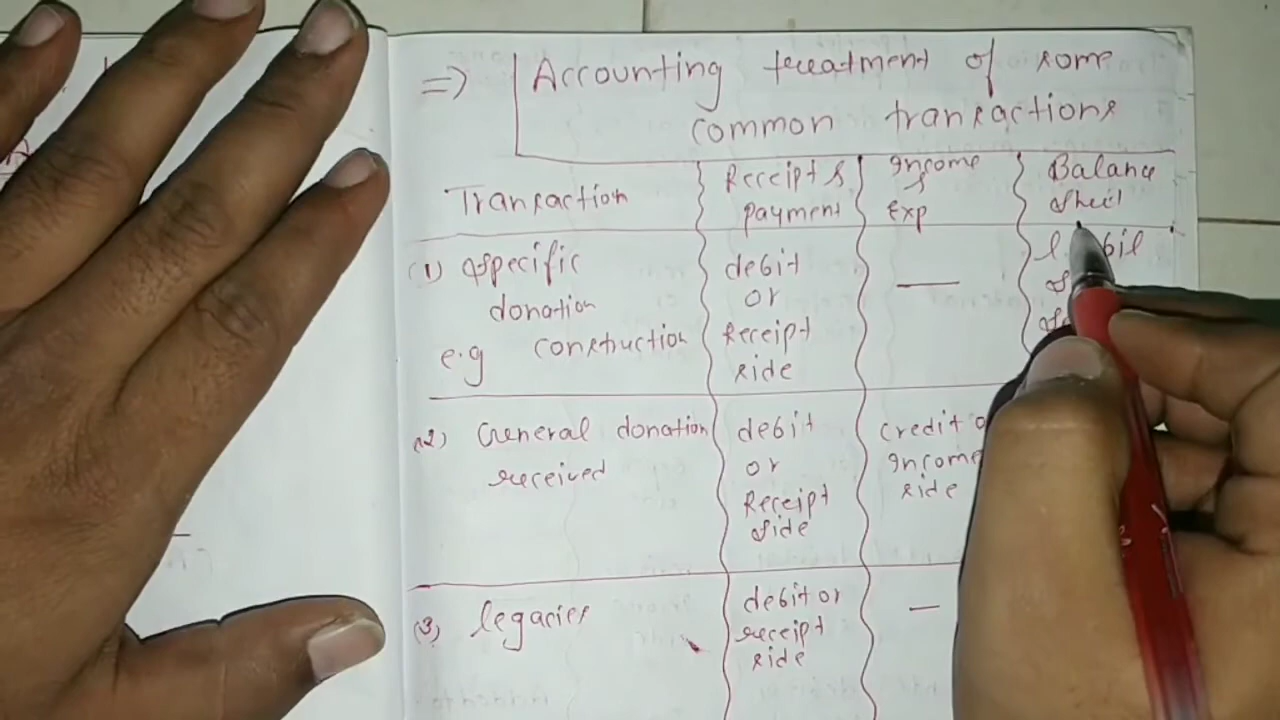 => Accounting treatment of some
common transactions
Transaction
Receipt &
payment
Income
&
Exp
Balance
Sheet
(1) Specific
donation
e.g construction
debit
or
Receipt
side
—
(2) General donation
received
debit
or
Receipt
side
credit
Income
side
(3) legacies
debit or
receipt
side
—